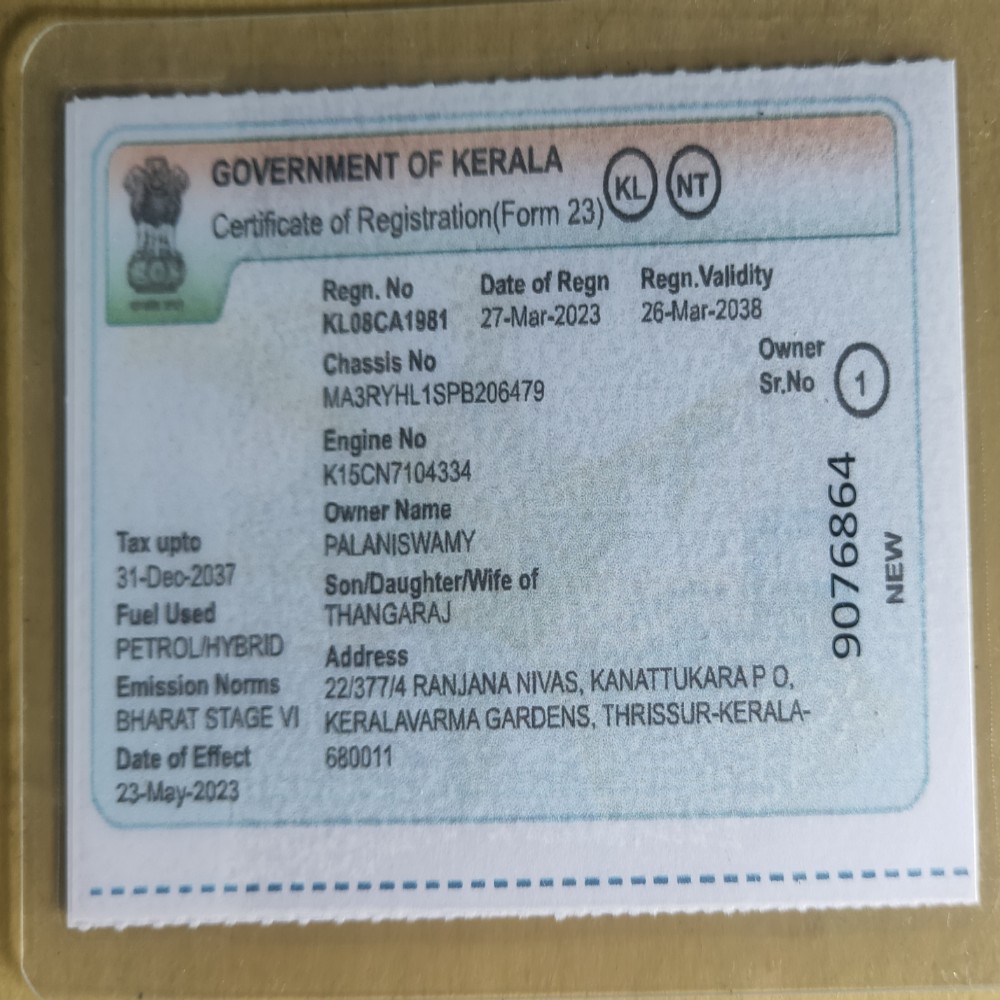 GOVERNMENT OF KERALA
KL NT
Certificate of Registration(Form 23)
Regn. No Date of Regn Regn.Validity
KL08CA1981 27-Mar-2023 26-Mar-2038
Chassis No
MA3RYHL1SPB206479
Owner
Sr.No 1
Engine No
K15CN7104334
Owner Name
PALANISWAMY
Son/Daughter/Wife of
THANGARAJ
Address
22/377/4 RANJANA NIVAS, KANATTUKARA P O,
KERALAVARMA GARDENS, THRISSUR-KERALA-
680011
Tax upto
31-Dec-2037
Fuel Used
PETROL/HYBRID
Emission Norms
BHARAT STAGE VI
Date of Effect
23-May-2023
9076864
NEW